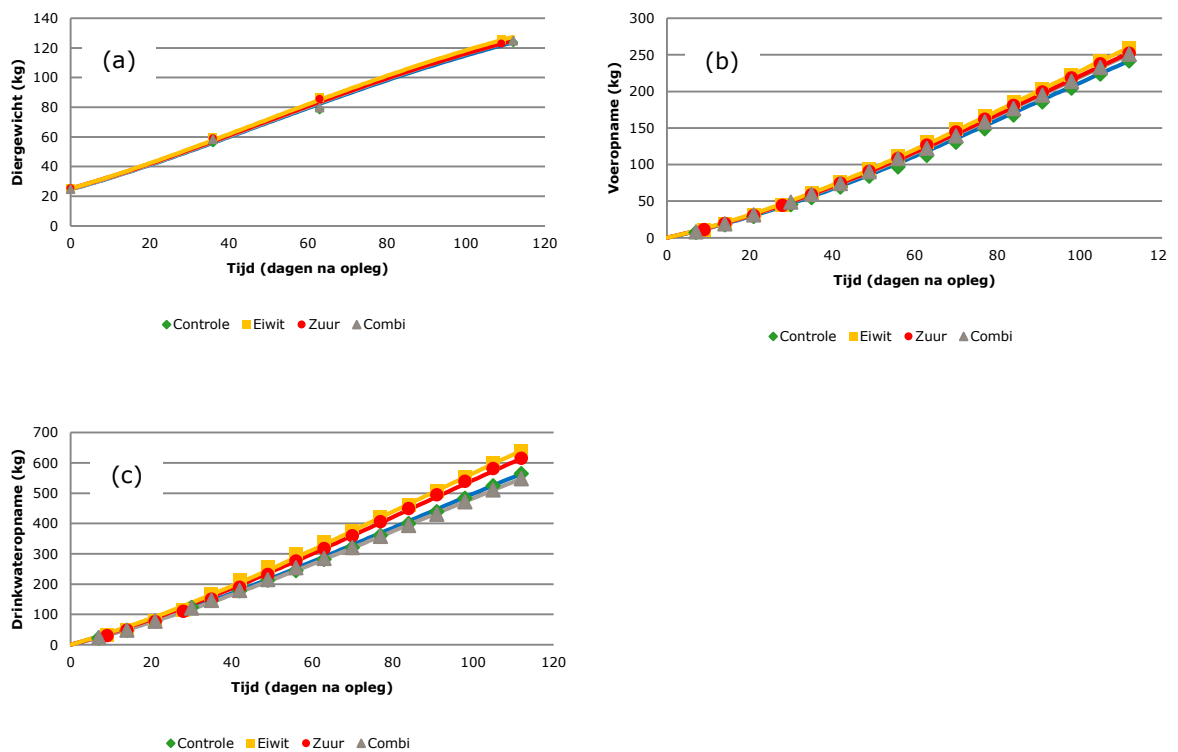 140
120
100
80
60
40
20
0
Diergewicht (kg)
(a)
0 20 40 60 80 100 120
Tijd (dagen na opleg)
Controle Eiwit Zuur Combi
300
250
200
150
100
50
0
Voeropname (kg)
(b)
0 20 40 60 80 100 12
Tijd (dagen na opleg)
Controle Eiwit Zuur Combi
700
600
500
400
300
200
100
0
Drinkwateropname (kg)
(c)
0 20 40 60 80 100 120
Tijd (dagen na opleg)
Controle Eiwit Zuur Combi